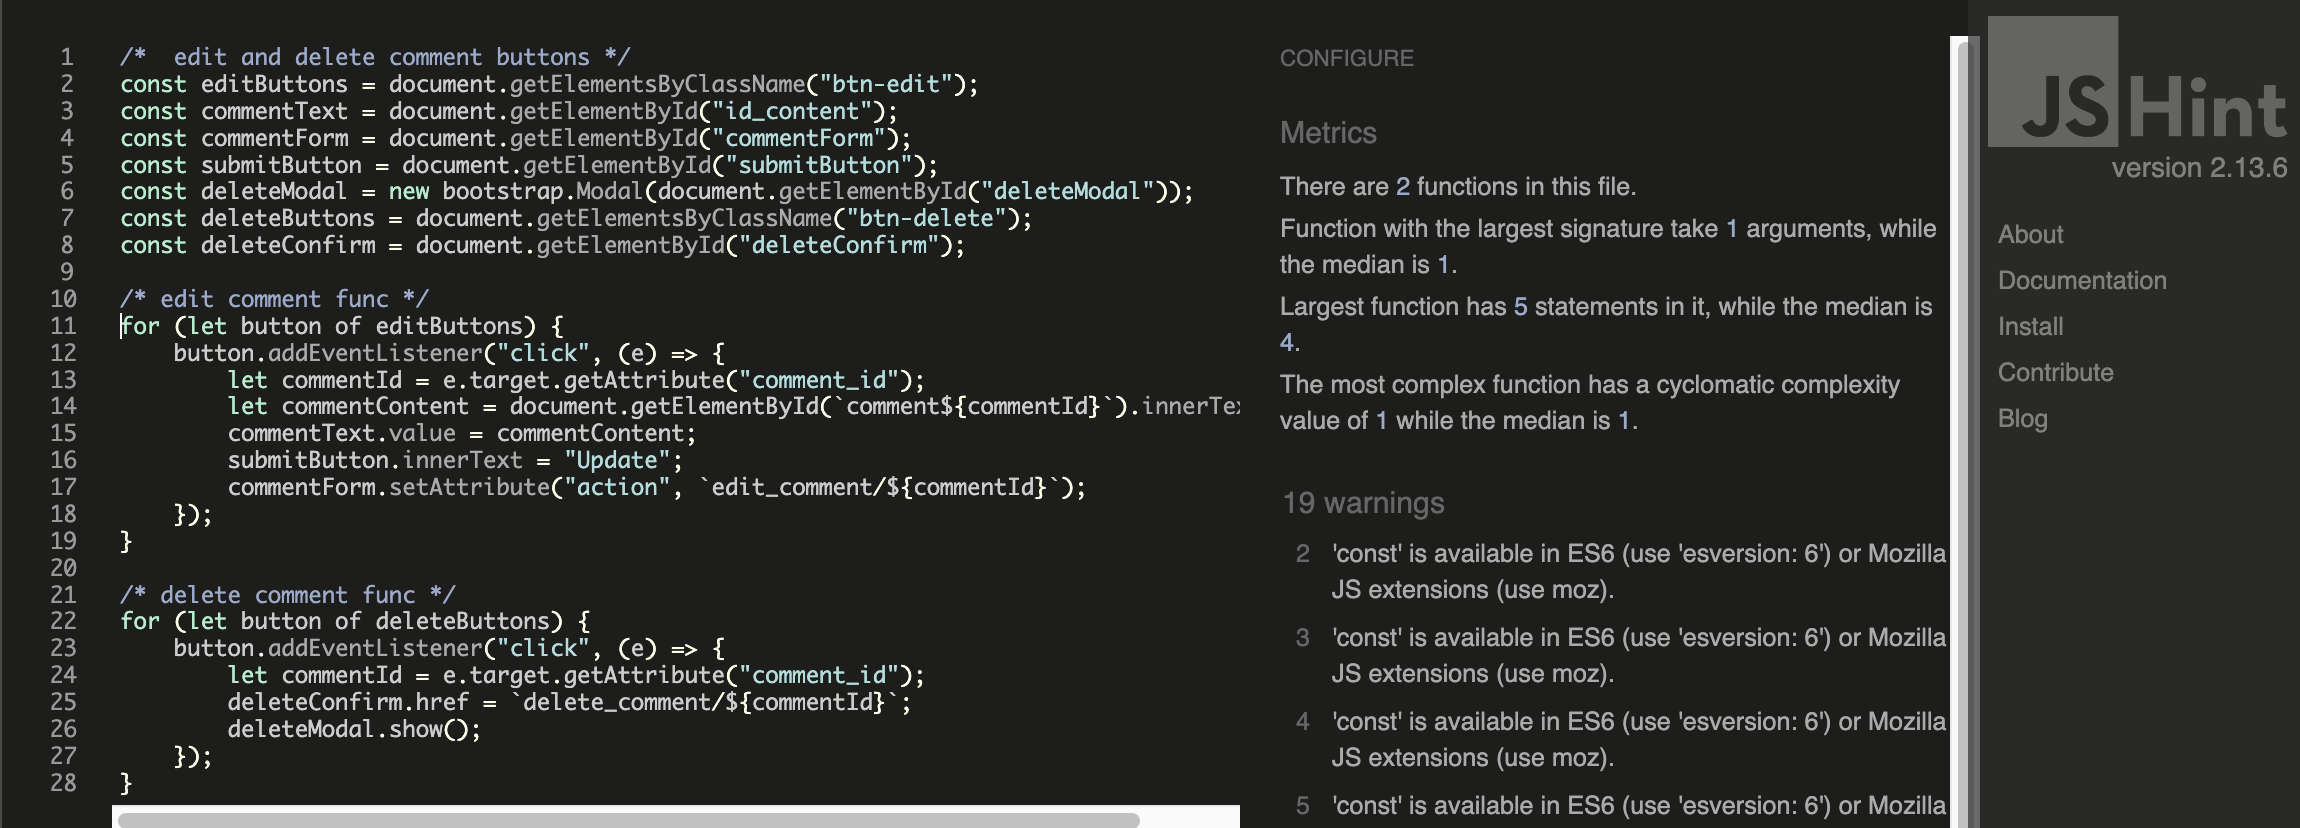 1 /*  edit and delete comment buttons */
2 const editButtons = document.getElementsByClassName("btn-edit");
3 const commentText = document.getElementById("id_content");
4 const commentForm = document.getElementById("commentForm");
5 const submitButton = document.getElementById("submitButton");
6 const deleteModal = new bootstrap.Modal(document.getElementById("deleteModal"));
7 const deleteButtons = document.getElementsByClassName("btn-delete");
8 const deleteConfirm = document.getElementById("deleteConfirm");
9
10 /* edit comment func */
11 for (let button of editButtons) {
12     button.addEventListener("click", (e) => {
13         let commentId = e.target.getAttribute("comment_id");
14         let commentContent = document.getElementById(`comment${commentId}`).innerTex
15         commentText.value = commentContent;
16         submitButton.innerText = "Update";
17         commentForm.setAttribute("action", `edit_comment/${commentId}`);
18     });
19 }
20
21 /* delete comment func */
22 for (let button of deleteButtons) {
23     button.addEventListener("click", (e) => {
24         let commentId = e.target.getAttribute("comment_id");
25         deleteConfirm.href = `delete_comment/${commentId}`;
26         deleteModal.show();
27     });
28 }
CONFIGURE
Metrics
There are 2 functions in this file.
Function with the largest signature take 1 arguments, while
the median is 1.
Largest function has 5 statements in it, while the median is
4.
The most complex function has a cyclomatic complexity
value of 1 while the median is 1.
19 warnings
2 'const' is available in ES6 (use 'esversion: 6') or Mozilla
JS extensions (use moz).
3 'const' is available in ES6 (use 'esversion: 6') or Mozilla
JS extensions (use moz).
4 'const' is available in ES6 (use 'esversion: 6') or Mozilla
JS extensions (use moz).
5 'const' is available in ES6 (use 'esversion: 6') or Mozilla
JSHint
version 2.13.6
About
Documentation
Install
Contribute
Blog